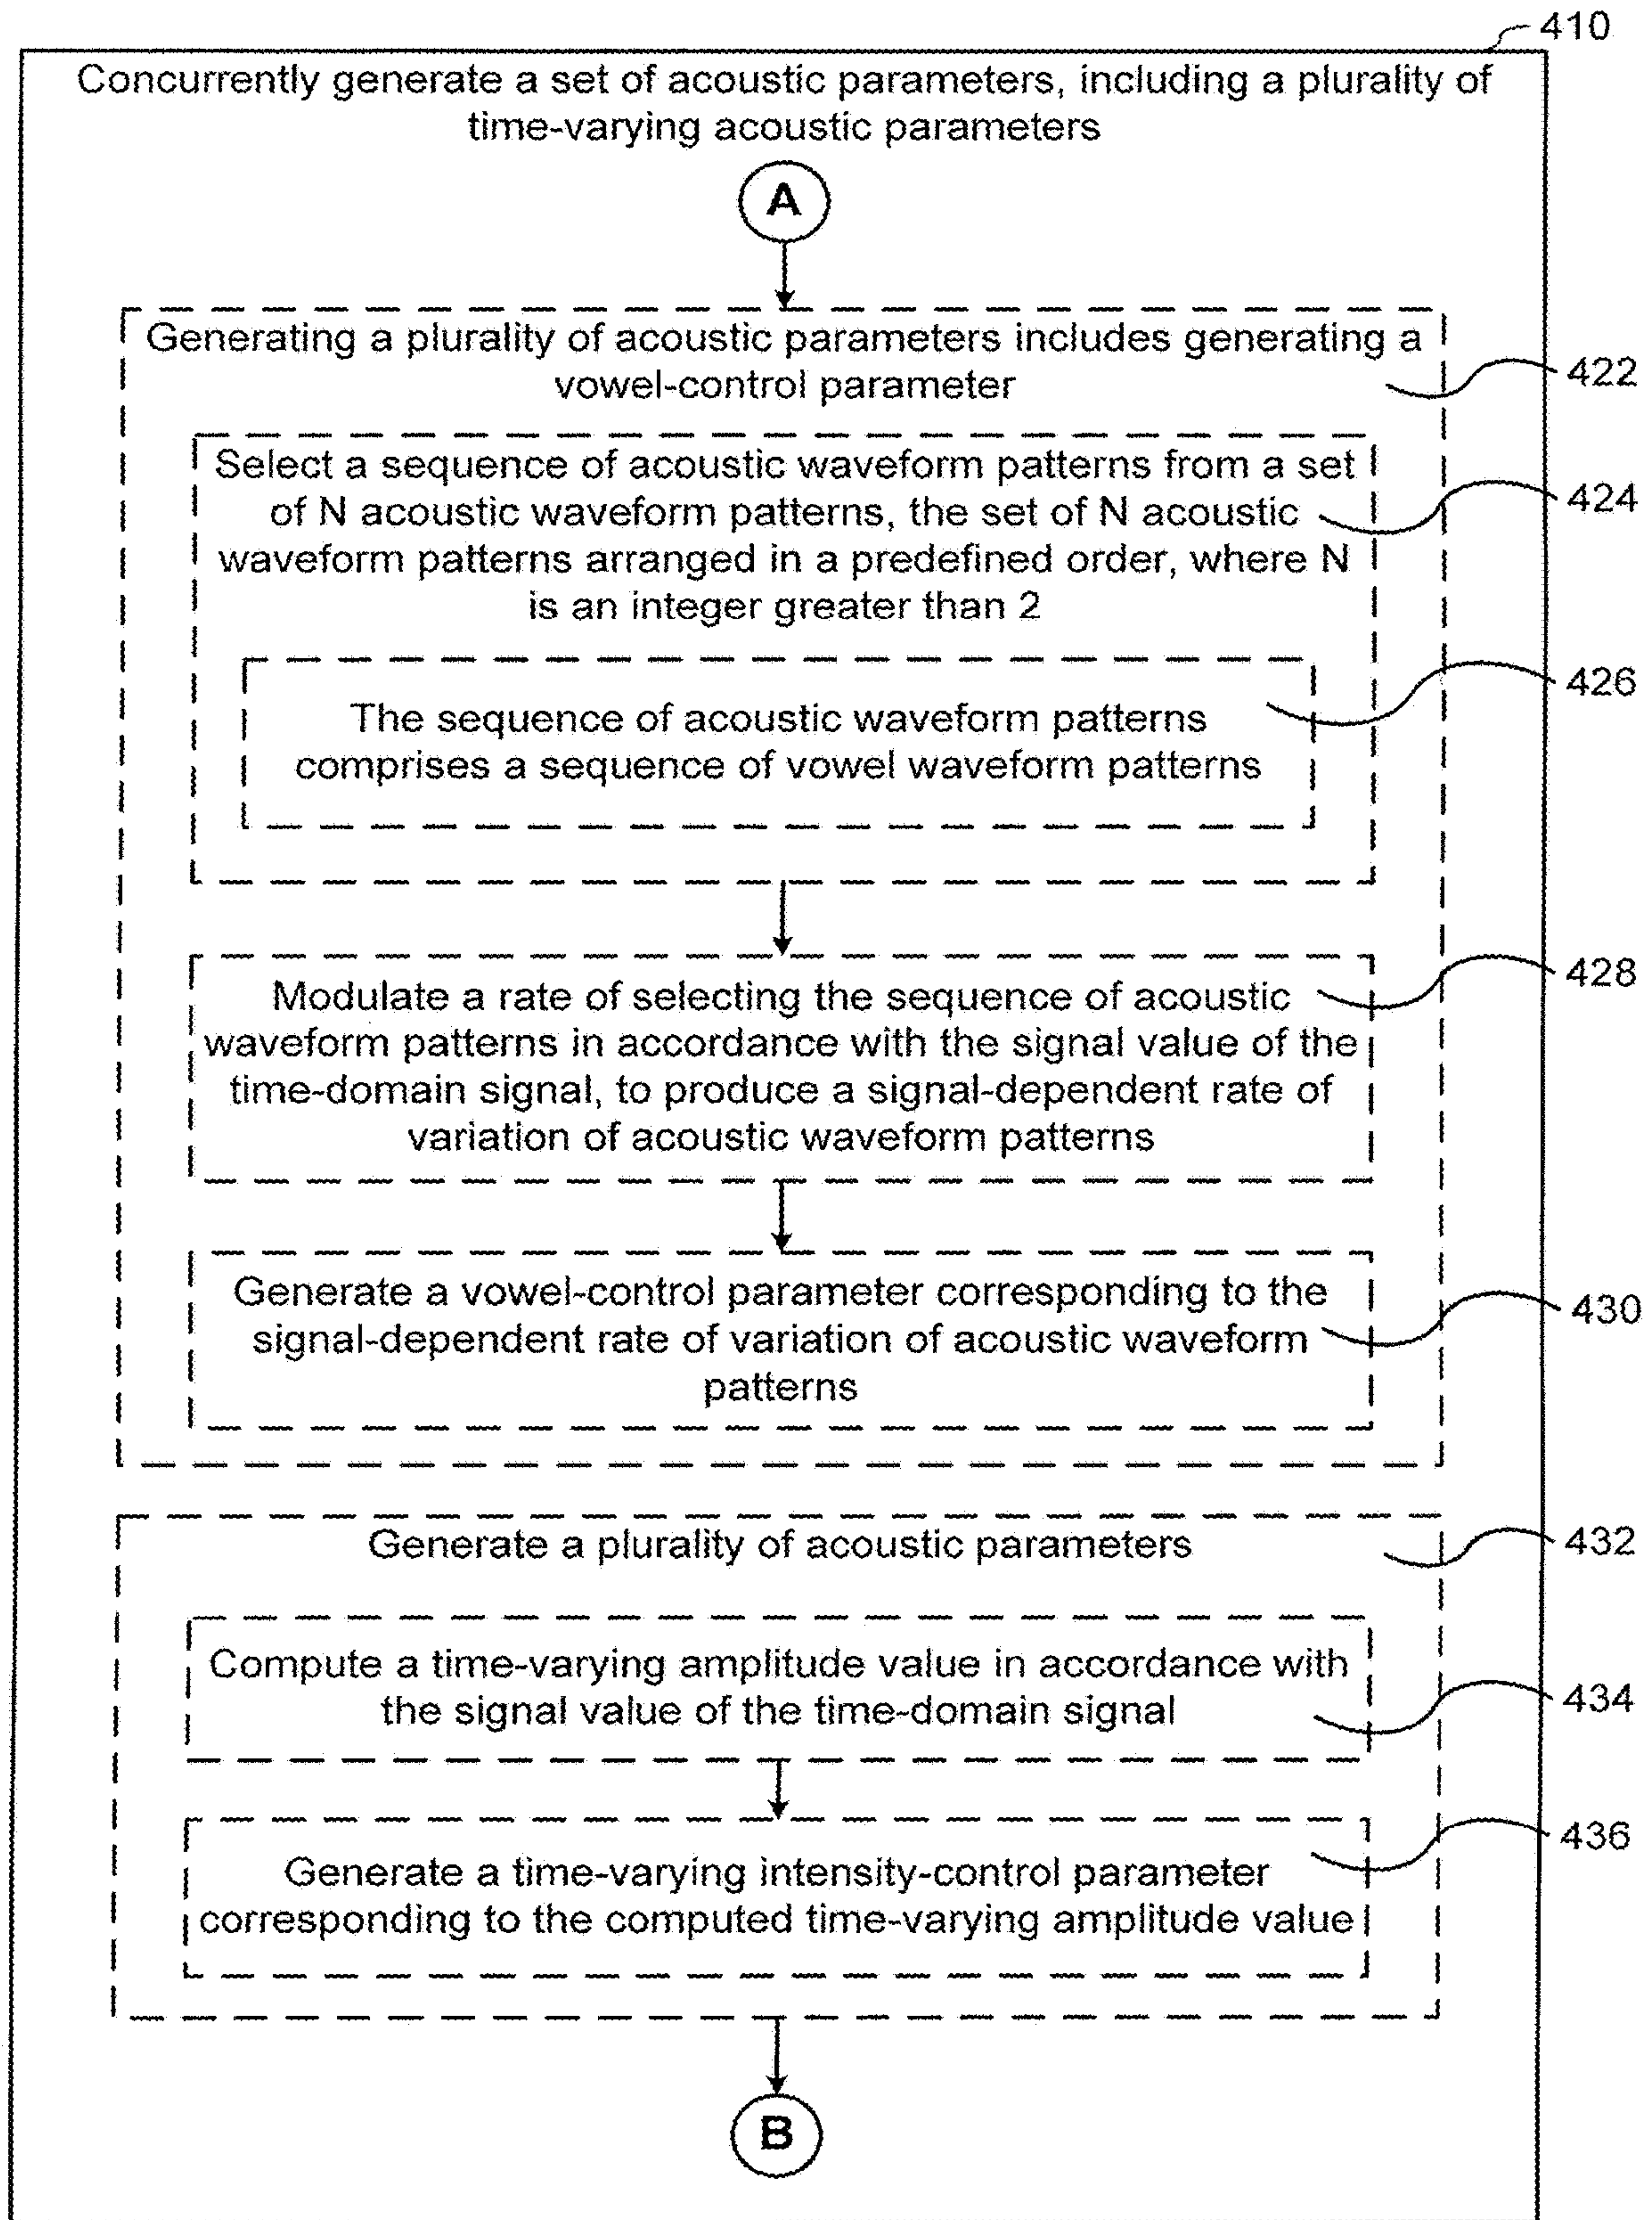 410
Concurrently generate a set of acoustic parameters, including a plurality of
time-varying acoustic parameters
A
Generating a plurality of acoustic parameters includes generating a
vowel-control parameter
422
Select a sequence of acoustic waveform patterns from a set
of N acoustic waveform patterns, the set of N acoustic
waveform patterns arranged in a predefined order, where N
is an integer greater than 2
424
The sequence of acoustic waveform patterns
comprises a sequence of vowel waveform patterns
426
Modulate a rate of selecting the sequence of acoustic
waveform patterns in accordance with the signal value of the
time-domain signal, to produce a signal-dependent rate of
variation of acoustic waveform patterns
428
Generate a vowel-control parameter corresponding to the
signal-dependent rate of variation of acoustic waveform
patterns
430
Generate a plurality of acoustic parameters
432
Compute a time-varying amplitude value in accordance with
the signal value of the time-domain signal
434
Generate a time-varying intensity-control parameter
corresponding to the computed time-varying amplitude value
436
B